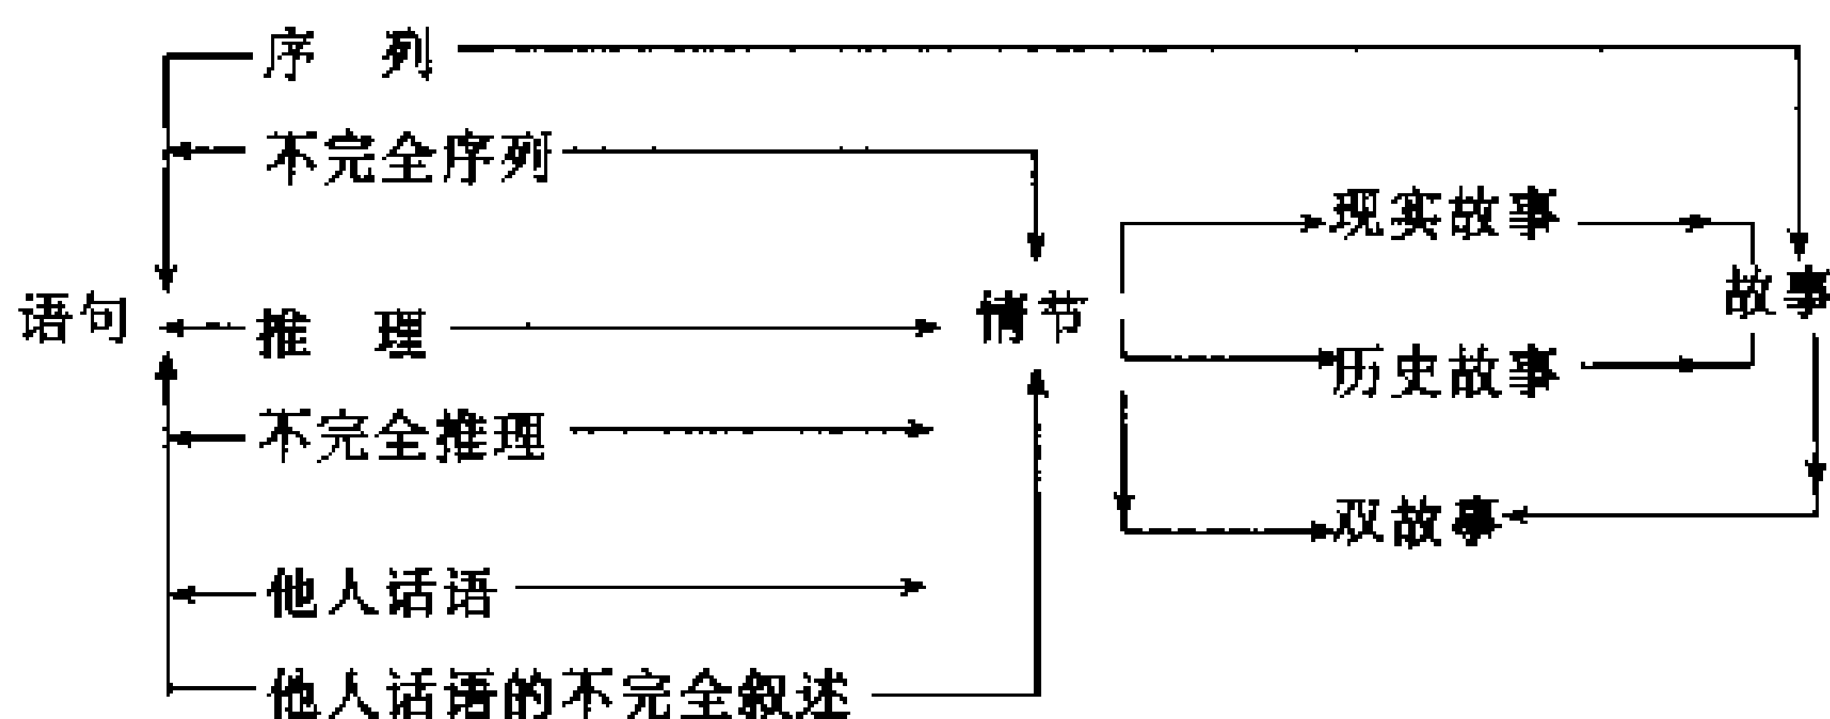 序 列
不完全序列
现实故事
故事
语句
推 理
情节
历史故事
不完全推理
双故事
他人话语
他人话语的不完全叙述